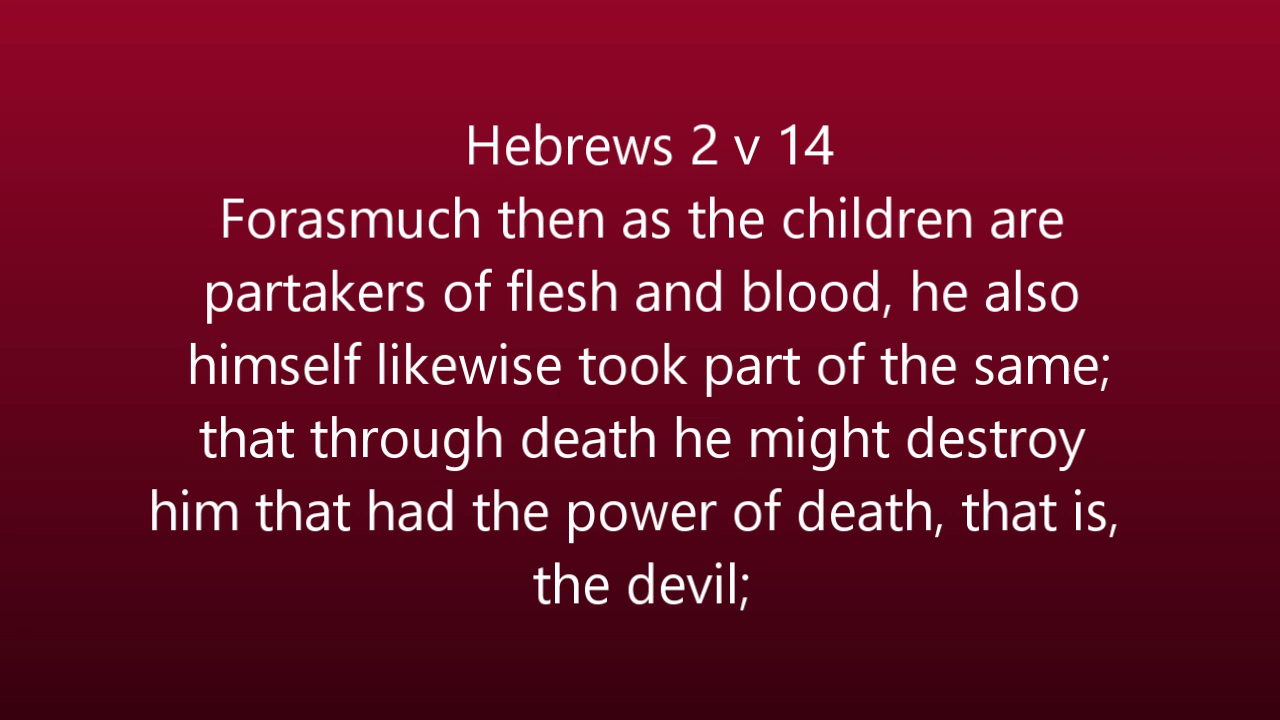 Hebrews 2 v 14
Forasmuch then as the children are
partakers of flesh and blood, he also
himself likewise took part of the same;
that through death he might destroy
him that had the power of death, that is,
the devil;